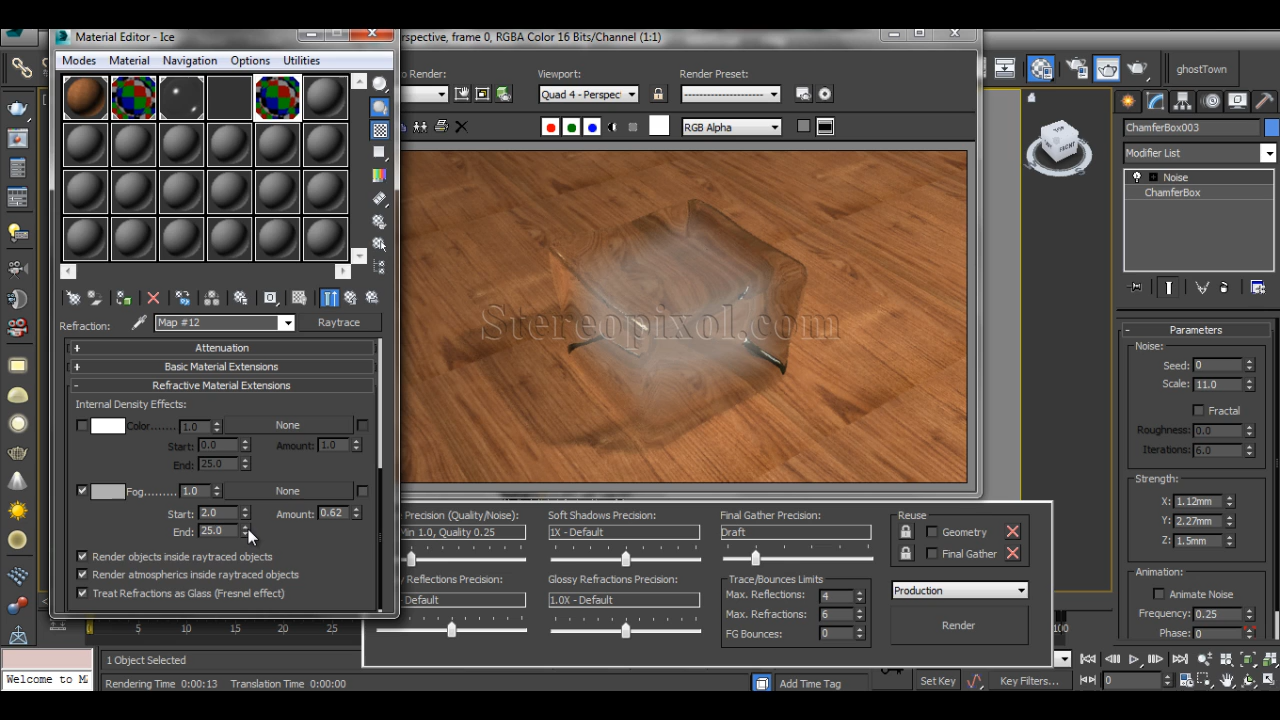 Material Editor - Ice
rspective, frame 0, RGBA Color 16 Bits/Channel (1:1)
Modes
Material
Navigation
Options
Utilities
to Render:
Viewport:
Render Preset:
Quad 4 - Perspec
RGB Alpha
ghostTown
ChamferBox003
Modifier List
Noise
ChamferBox
TOP
FRONT
Stereopixol.com
Refraction:
Map #12
Raytrace
+ Attenuation
+ Basic Material Extensions
- Refractive Material Extensions
Internal Density Effects:
Color....... 1.0 None
Start: 0.0 Amount: 1.0
End: 25.0
Fog......... 1.0 None
Start: 2.0 Amount: 0.62
End: 25.0
Render objects inside raytraced objects
Render atmospherics inside raytraced objects
Treat Refractions as Glass (Fresnel effect)
- Parameters
Noise:
Seed: 0
Scale: 11.0
Fractal
Roughness: 0.0
Iterations: 6.0
Strength:
X: 1.12mm
Y: 2.27mm
Z: 1.5mm
Animation:
Animate Noise
Frequency: 0.25
Phase: 0
Precision (Quality/Noise):
Min 1.0, Quality 0.25
Soft Shadows Precision:
1X - Default
Final Gather Precision:
Draft
Reuse
Geometry
Final Gather
Reflections Precision:
Default
Glossy Refractions Precision:
1.0X - Default
Trace/Bounces Limits
Max. Reflections: 4
Max. Refractions: 6
FG Bounces: 0
Production
Render
0 5 10 15 20 25
100
1 Object Selected
Welcome to M
Rendering Time 0:00:13 Translation Time 0:00:00
Add Time Tag
Set Key
Key Filters...
0